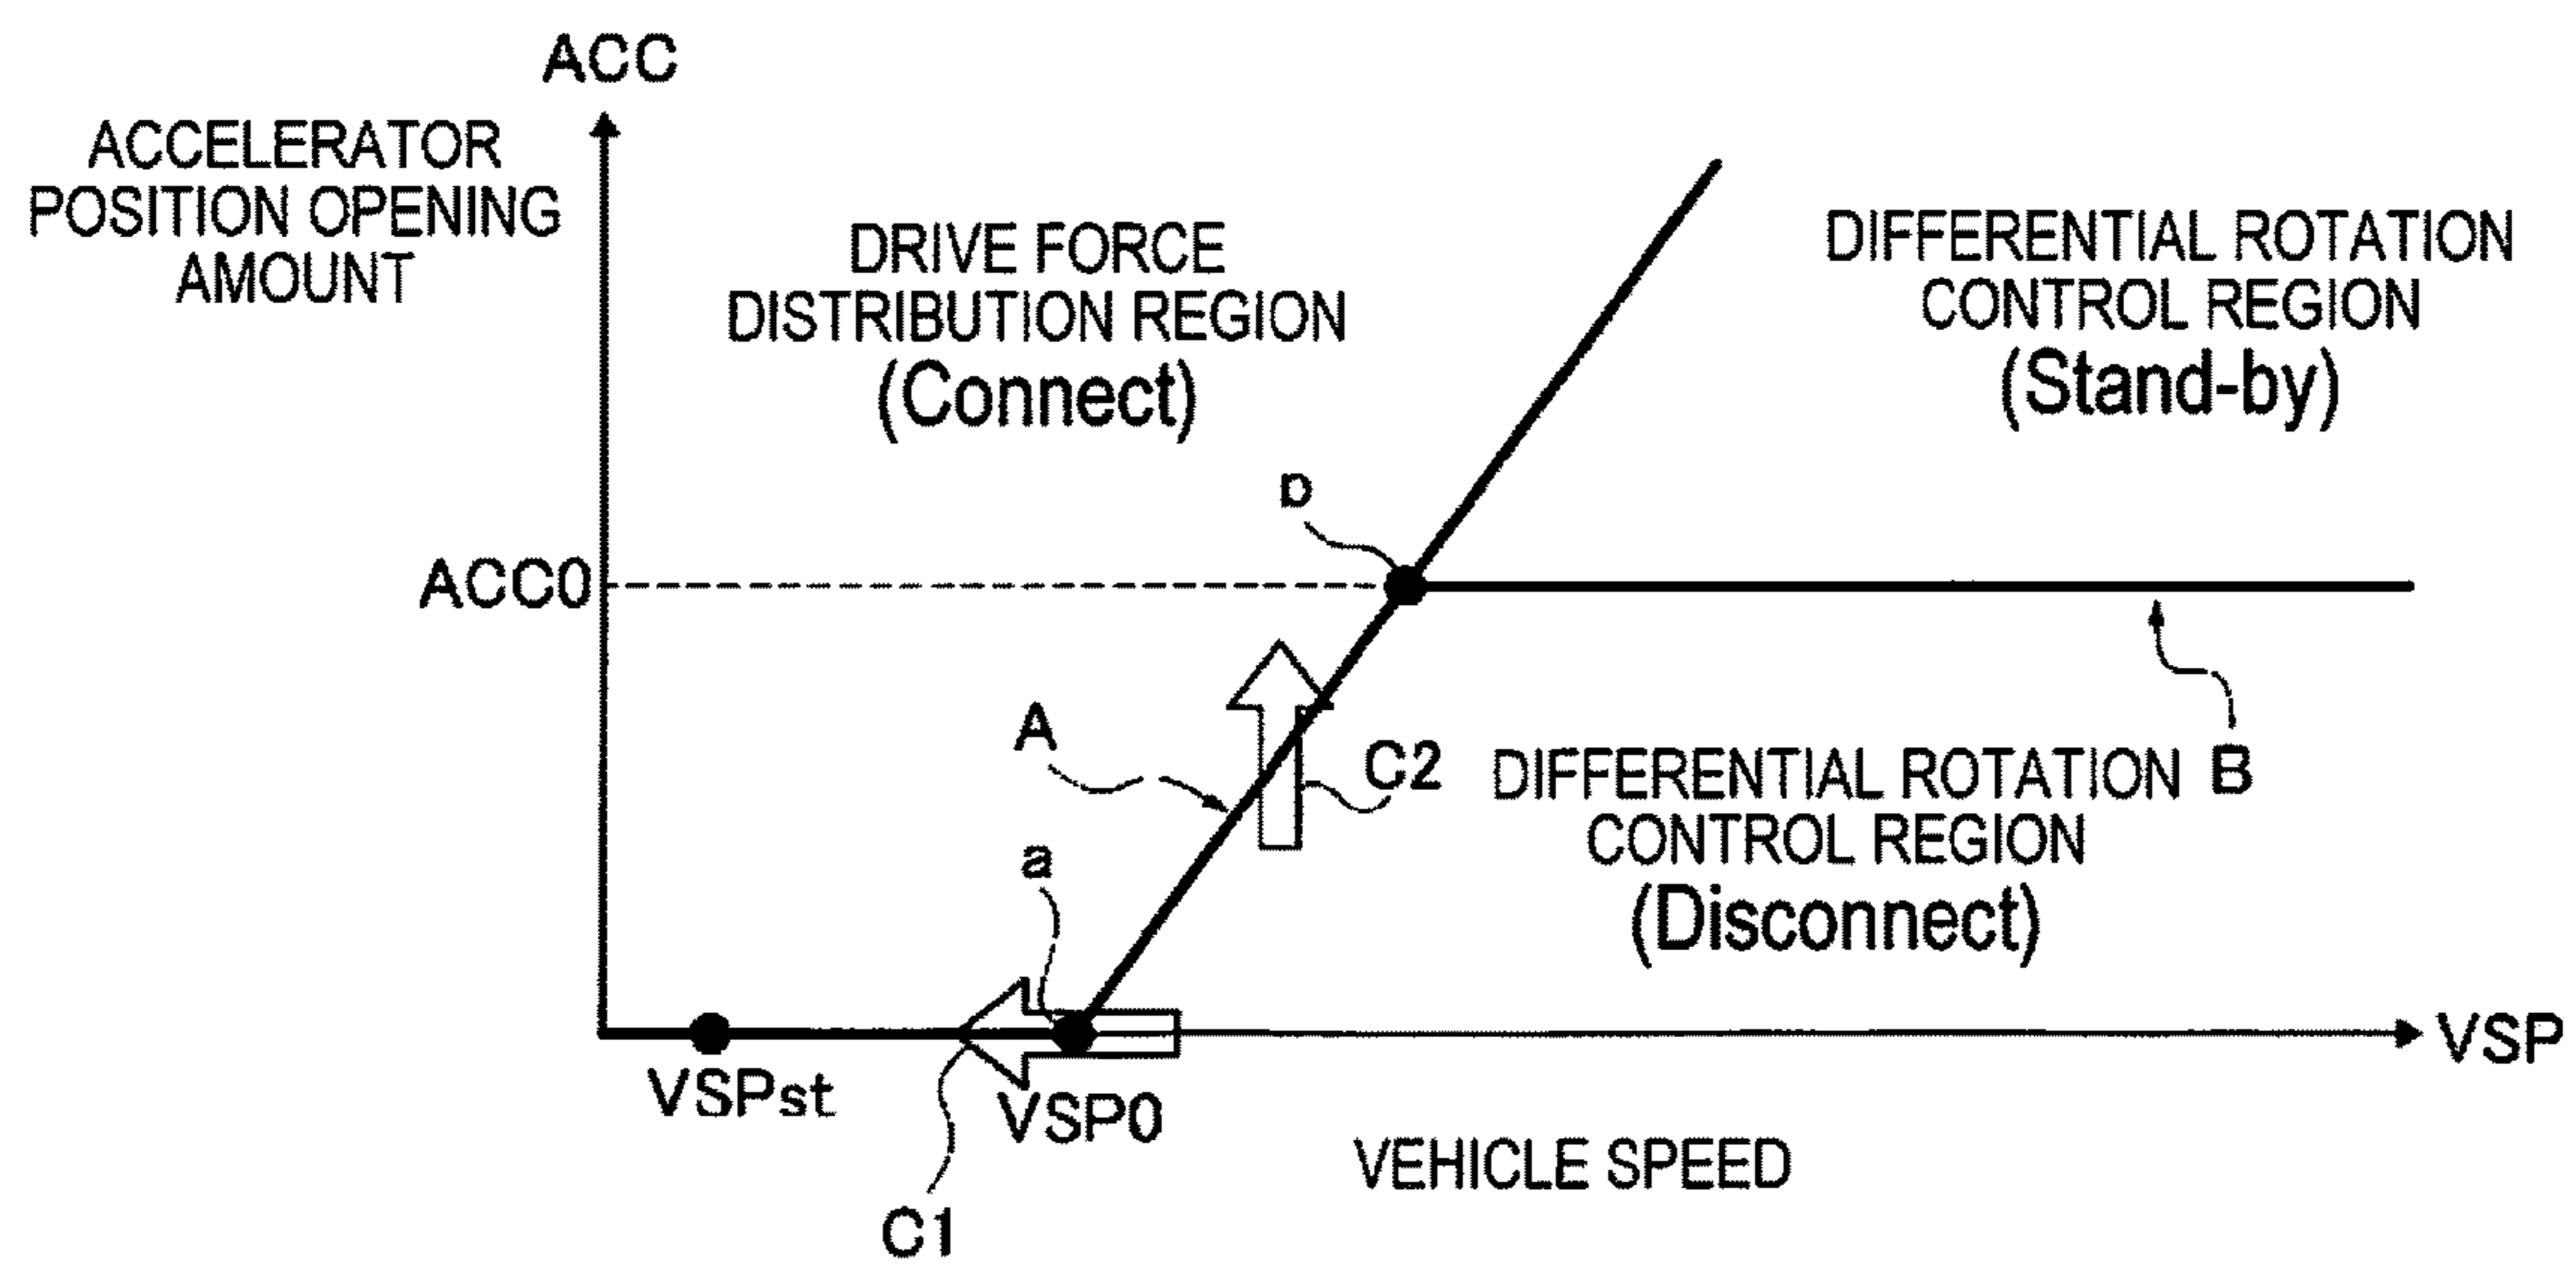 ACC
ACCELERATOR
POSITION OPENING
AMOUNT
DRIVE FORCE
DISTRIBUTION REGION
(Connect)
DIFFERENTIAL ROTATION
CONTROL REGION
(Stand-by)
b
ACC0
A
C2
DIFFERENTIAL ROTATION
CONTROL REGION
(Disconnect)
B
a
VSPst
VSP0
VSP
VEHICLE SPEED
C1